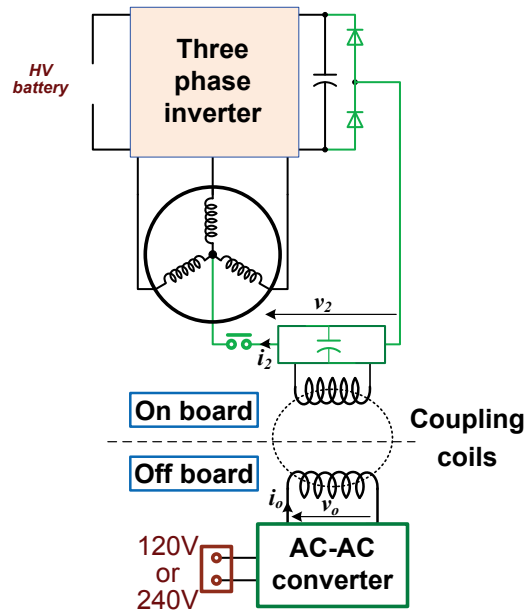 Three
phase
inverter
HV
battery
v2
i2
On board
Off board
Coupling
coils
io
vo
120V
or
240V
AC-AC
converter